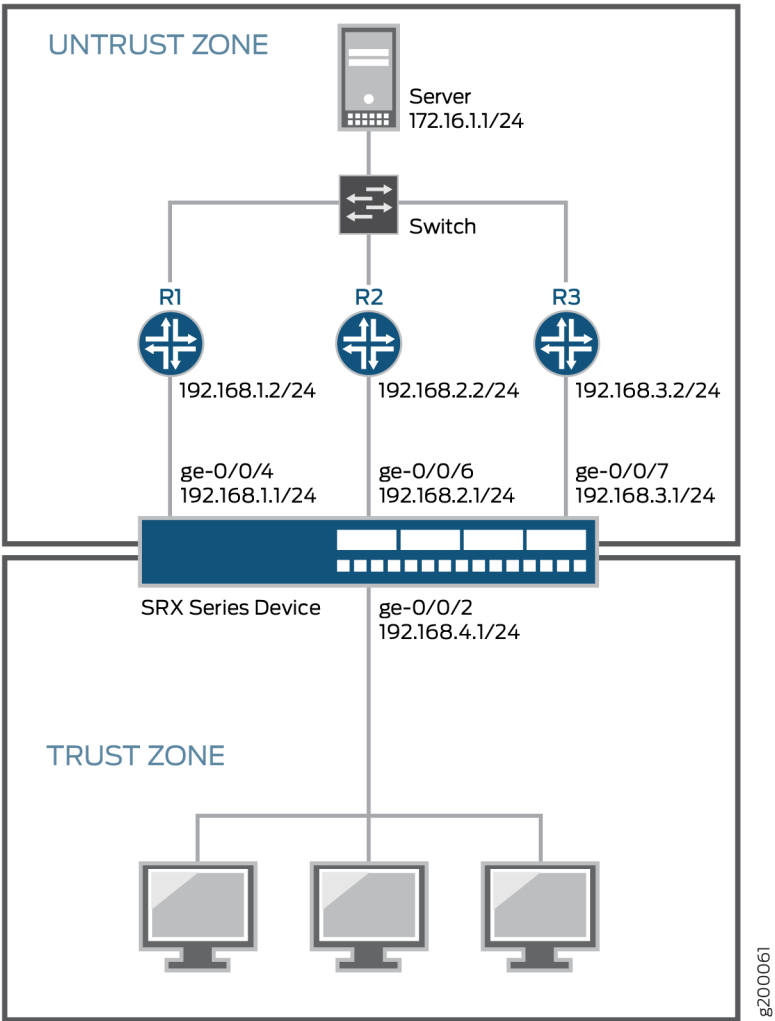 UNTRUST ZONE
Server
172.16.1.1/24
Switch
R1
R2
R3
192.168.1.2/24
192.168.2.2/24
192.168.3.2/24
ge-0/0/4
192.168.1.1/24
ge-0/0/6
192.168.2.1/24
ge-0/0/7
192.168.3.1/24
SRX Series Device
ge-0/0/2
192.168.4.1/24
TRUST ZONE
g200061